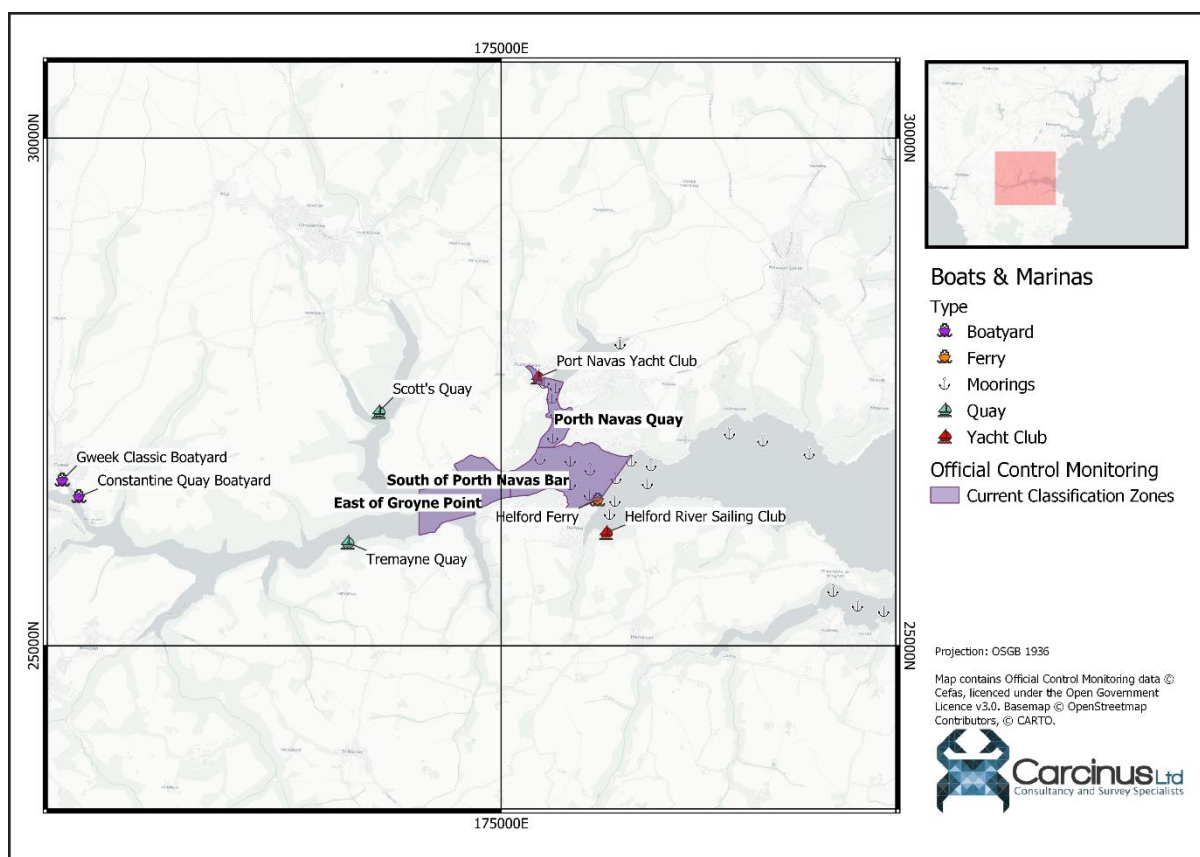 175000E
30000N
30000N
Port Navas Yacht Club
Scott's Quay
Porth Navas Quay
Gweek Classic Boatyard
South of Porth Navas Bar
Constantine Quay Boatyard
East of Groyne Point
Helford Ferry
Helford River Sailing Club
Tremayne Quay
25000N
25000N
175000E
Boats & Marinas
Type
Boatyard
Ferry
Moorings
Quay
Yacht Club
Official Control Monitoring
Current Classification Zones
Projection: OSGB 1936
Map contains Official Control Monitoring data ©
Cefas, licenced under the Open Government
Licence v3.0. Basemap © OpenStreetmap
Contributors, © CARTO.
Carcinus Ltd
Consultancy and Survey Specialists